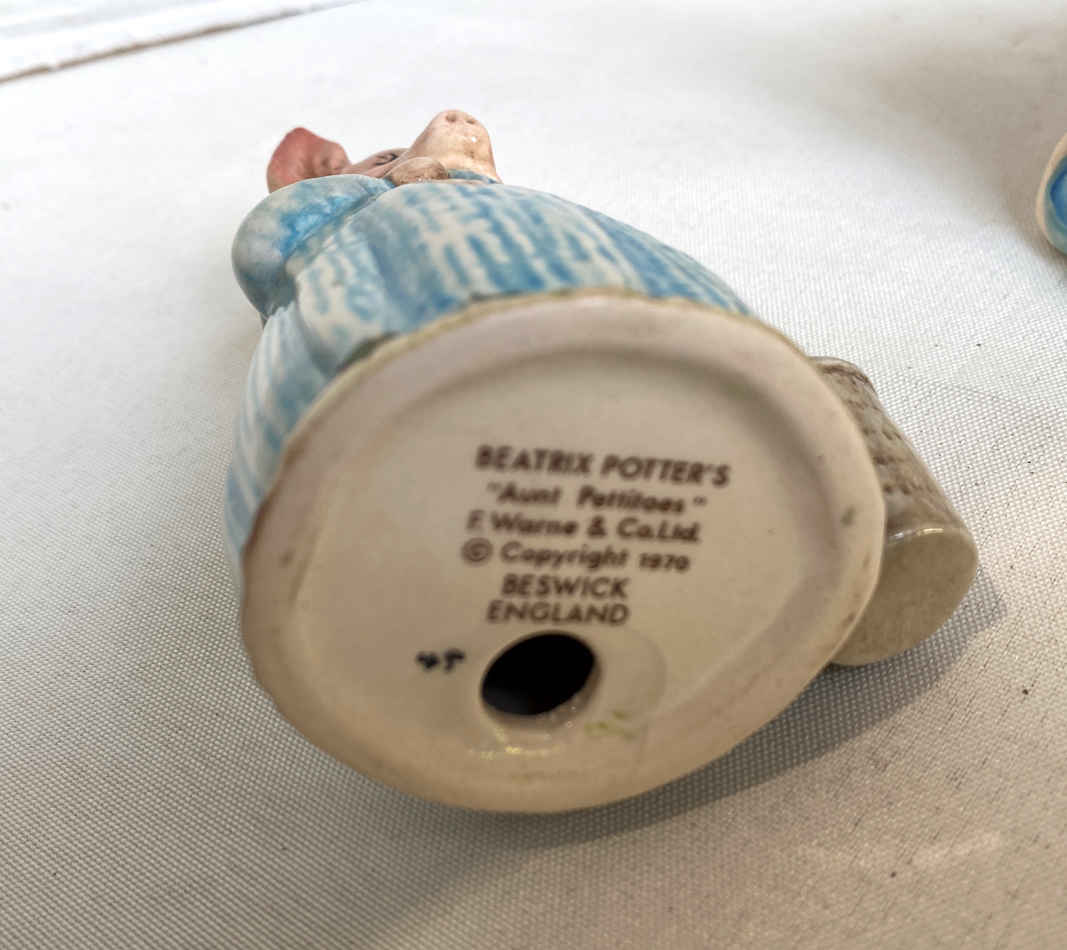 BEATRIX POTTER'S
"Aunt Pettitoes"
F. Warne & Co.Ltd.
© Copyright 1970
BESWICK
ENGLAND